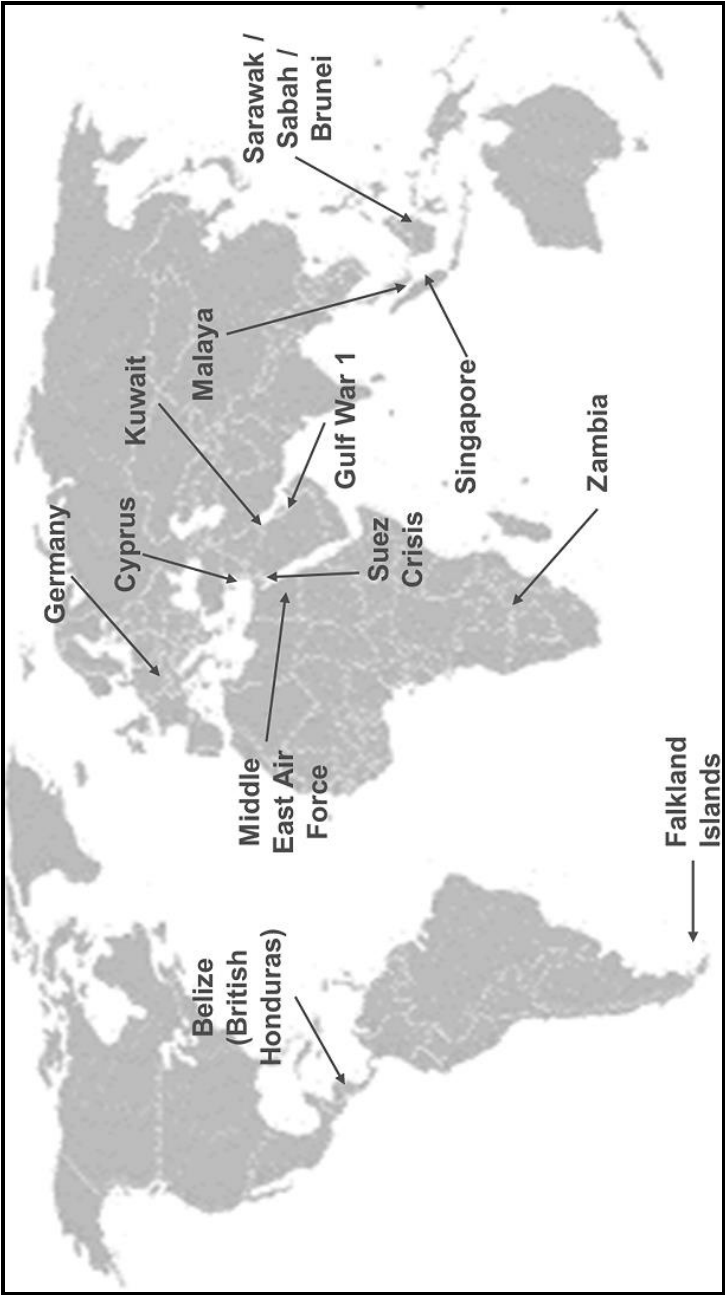 Germany
Cyprus
Kuwait
Malaya
Sarawak /
Sabah /
Brunei
Gulf War 1
Suez
Crisis
Singapore
Middle
East Air
Force
Zambia
Belize
(British
Honduras)
Falkland
Islands